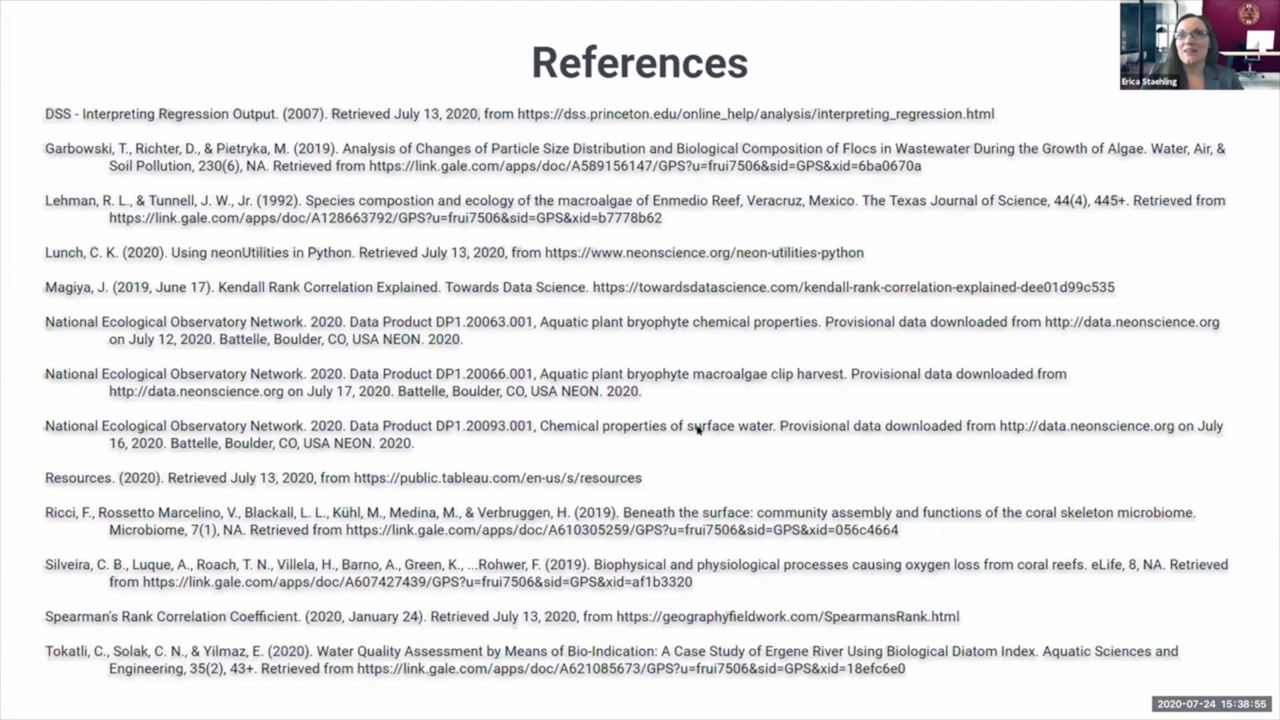 References
Erica Staehling
DSS - Interpreting Regression Output. (2007). Retrieved July 13, 2020, from https://dss.princeton.edu/online_help/analysis/interpreting_regression.html
Garbowski, T., Richter, D., & Pietryka, M. (2019). Analysis of Changes of Particle Size Distribution and Biological Composition of Flocs in Wastewater During the Growth of Algae. Water, Air, &
Soil Pollution, 230(6), NA. Retrieved from https://link.gale.com/apps/doc/A589156147/GPS?u=frui7506&sid=GPS&xid=6ba0670a
Lehman, R. L., & Tunnell, J. W., Jr. (1992). Species compostion and ecology of the macroalgae of Enmedio Reef, Veracruz, Mexico. The Texas Journal of Science, 44(4), 445+. Retrieved from
https://link.gale.com/apps/doc/A128663792/GPS?u=frui7506&sid=GPS&xid=b7778b62
Lunch, C. K. (2020). Using neonUtilities in Python. Retrieved July 13, 2020, from https://www.neonscience.org/neon-utilities-python
Magiya, J. (2019, June 17). Kendall Rank Correlation Explained. Towards Data Science. https://towardsdatascience.com/kendall-rank-correlation-explained-dee01d99c535
National Ecological Observatory Network. 2020. Data Product DP1.20063.001, Aquatic plant bryophyte chemical properties. Provisional data downloaded from http://data.neonscience.org
on July 12, 2020. Battelle, Boulder, CO, USA NEON. 2020.
National Ecological Observatory Network. 2020. Data Product DP1.20066.001, Aquatic plant bryophyte macroalgae clip harvest. Provisional data downloaded from
http://data.neonscience.org on July 17, 2020. Battelle, Boulder, CO, USA NEON. 2020.
National Ecological Observatory Network. 2020. Data Product DP1.20093.001, Chemical properties of surface water. Provisional data downloaded from http://data.neonscience.org on July
16, 2020. Battelle, Boulder, CO, USA NEON. 2020.
Resources. (2020). Retrieved July 13, 2020, from https://public.tableau.com/en-us/s/resources
Ricci, F., Rossetto Marcelino, V., Blackall, L. L., Kühl, M., Medina, M., & Verbruggen, H. (2019). Beneath the surface: community assembly and functions of the coral skeleton microbiome.
Microbiome, 7(1), NA. Retrieved from https://link.gale.com/apps/doc/A610305259/GPS?u=frui7506&sid=GPS&xid=056c4664
Silveira, C. B., Luque, A., Roach, T. N., Villela, H., Barno, A., Green, K., ...Rohwer, F. (2019). Biophysical and physiological processes causing oxygen loss from coral reefs. eLife, 8, NA. Retrieved
from https://link.gale.com/apps/doc/A607427439/GPS?u=frui7506&sid=GPS&xid=af1b3320
Spearman's Rank Correlation Coefficient. (2020, January 24). Retrieved July 13, 2020, from https://geographyfieldwork.com/SpearmansRank.html
Tokatli, C., Solak, C. N., & Yilmaz, E. (2020). Water Quality Assessment by Means of Bio-Indication: A Case Study of Ergene River Using Biological Diatom Index. Aquatic Sciences and
Engineering, 35(2), 43+. Retrieved from https://link.gale.com/apps/doc/A621085673/GPS?u=frui7506&sid=GPS&xid=18efc6e0
2020-07-24 15:38:55